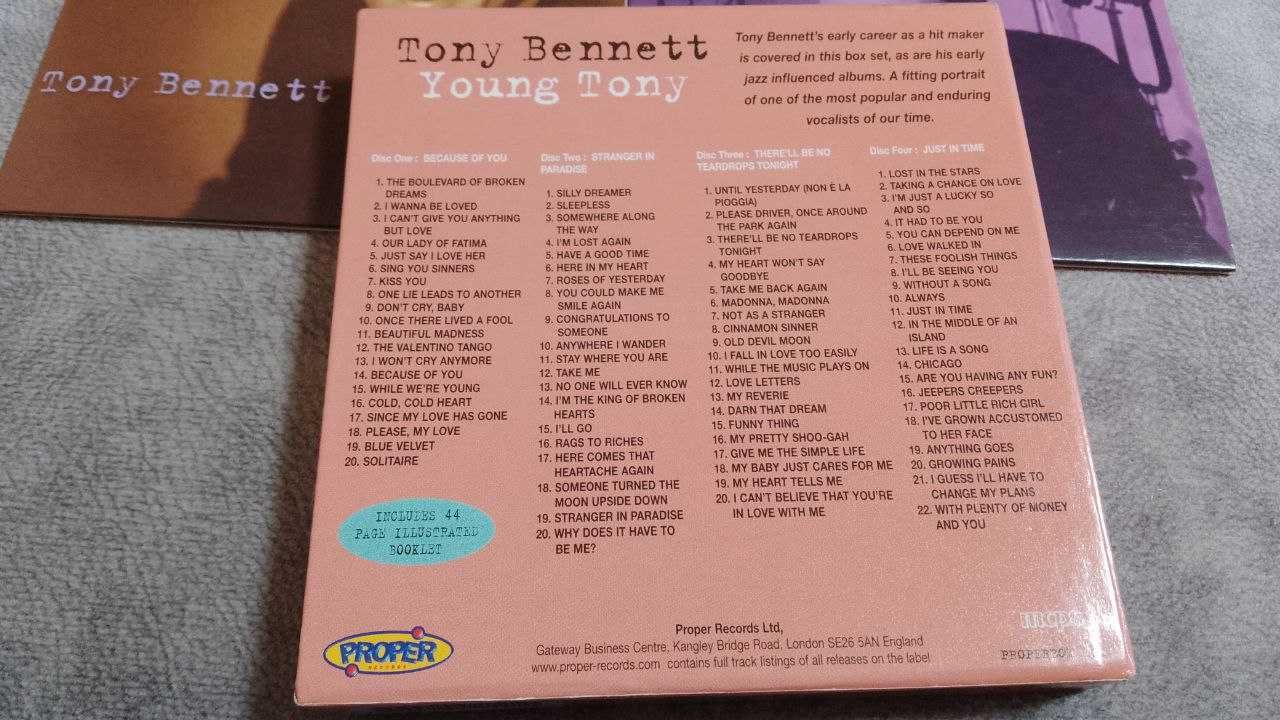 Tony Bennett
Tony Bennett
Young Tony
Tony Bennett's early career as a hit maker
is covered in this box set, as are his early
jazz influenced albums. A fitting portrait
of one of the most popular and enduring
vocalists of our time.
Disc One : BECAUSE OF YOU
1. THE BOULEVARD OF BROKEN
DREAMS
2. I WANNA BE LOVED
3. I CAN'T GIVE YOU ANYTHING
BUT LOVE
4. OUR LADY OF FATIMA
5. JUST SAY I LOVE HER
6. SING YOU SINNERS
7. KISS YOU
8. ONE LIE LEADS TO ANOTHER
9. DON'T CRY, BABY
10. ONCE THERE LIVED A FOOL
11. BEAUTIFUL MADNESS
12. THE VALENTINO TANGO
13. I WON'T CRY ANYMORE
14. BECAUSE OF YOU
15. WHILE WE'RE YOUNG
16. COLD, COLD HEART
17. SINCE MY LOVE HAS GONE
18. PLEASE, MY LOVE
19. BLUE VELVET
20. SOLITAIRE
Disc Two : STRANGER IN
PARADISE
1. SILLY DREAMER
2. SLEEPLESS
3. SOMEWHERE ALONG
THE WAY
4. I'M LOST AGAIN
5. HAVE A GOOD TIME
6. HERE IN MY HEART
7. ROSES OF YESTERDAY
8. YOU COULD MAKE ME
SMILE AGAIN
9. CONGRATULATIONS TO
SOMEONE
10. ANYWHERE I WANDER
11. STAY WHERE YOU ARE
12. TAKE ME
13. NO ONE WILL EVER KNOW
14. I'M THE KING OF BROKEN
HEARTS
15. I'LL GO
16. RAGS TO RICHES
17. HERE COMES THAT
HEARTACHE AGAIN
18. SOMEONE TURNED THE
MOON UPSIDE DOWN
19. STRANGER IN PARADISE
20. WHY DOES IT HAVE TO
BE ME?
Disc Three : THERE'LL BE NO
TEARDROPS TONIGHT
1. UNTIL YESTERDAY (NON È LA
PIOGGIA)
2. PLEASE DRIVER, ONCE AROUND
THE PARK AGAIN
3. THERE'LL BE NO TEARDROPS
TONIGHT
4. MY HEART WON'T SAY
GOODBYE
5. TAKE ME BACK AGAIN
6. MADONNA, MADONNA
7. NOT AS A STRANGER
8. CINNAMON SINNER
9. OLD DEVIL MOON
10. I FALL IN LOVE TOO EASILY
11. WHILE THE MUSIC PLAYS ON
12. LOVE LETTERS
13. MY REVERIE
14. DARN THAT DREAM
15. FUNNY THING
16. MY PRETTY SHOO-GAH
17. GIVE ME THE SIMPLE LIFE
18. MY BABY JUST CARES FOR ME
19. MY HEART TELLS ME
20. I CAN'T BELIEVE THAT YOU'RE
IN LOVE WITH ME
Disc Four : JUST IN TIME
1. LOST IN THE STARS
2. TAKING A CHANCE ON LOVE
3. I'M JUST A LUCKY SO
AND SO
4. IT HAD TO BE YOU
5. YOU CAN DEPEND ON ME
6. LOVE WALKED IN
7. THESE FOOLISH THINGS
8. I'LL BE SEEING YOU
9. WITHOUT A SONG
10. ALWAYS
11. JUST IN TIME
12. IN THE MIDDLE OF AN
ISLAND
13. LIFE IS A SONG
14. CHICAGO
15. ARE YOU HAVING ANY FUN?
16. JEEPERS CREEPERS
17. POOR LITTLE RICH GIRL
18. I'VE GROWN ACCUSTOMED
TO HER FACE
19. ANYTHING GOES
20. GROWING PAINS
21. I GUESS I'LL HAVE TO
CHANGE MY PLANS
22. WITH PLENTY OF MONEY
AND YOU
INCLUDES 44
PAGE ILLUSTRATED
BOOKLET
PROPER
RECORDS
Proper Records Ltd,
Gateway Business Centre, Kangley Bridge Road, London SE26 5AN England
www.proper-records.com contains full track listings of all releases on the label
mcps